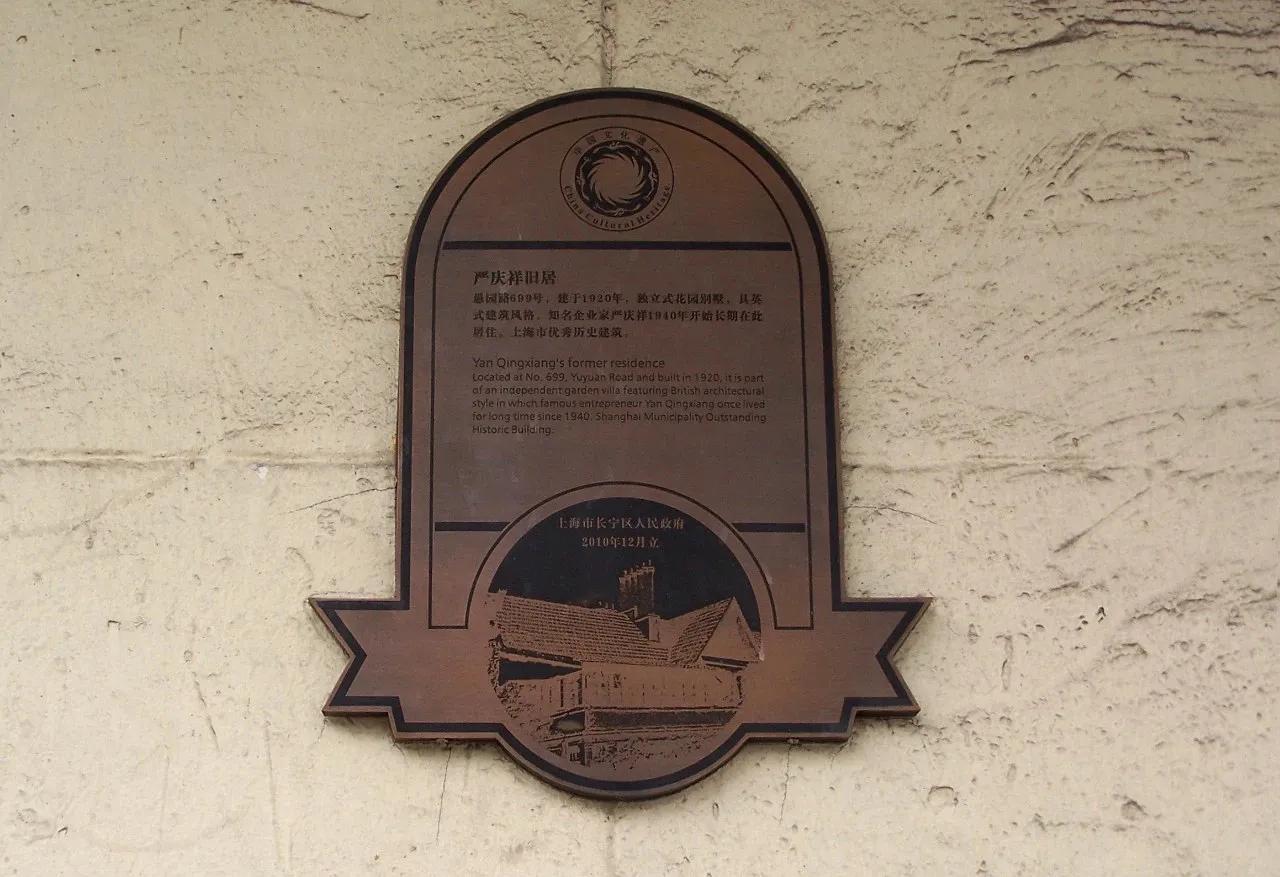 中国文化遗产
China Cultural Heritage
严庆祥旧居
愚园路699号，建于1920年，独立式花园别墅，具英
式建筑风格。知名企业家严庆祥1940年开始长期在此
居住。上海市优秀历史建筑。
Yan Qingxiang's former residence
Located at No. 699, Yuyuan Road and built in 1920, it is part
of an independent garden villa featuring British architectural
style in which famous entrepreneur Yan Qingxiang once lived
for long time since 1940. Shanghai Municipality Outstanding
Historic Building.
上海市长宁区人民政府
2010年12月立